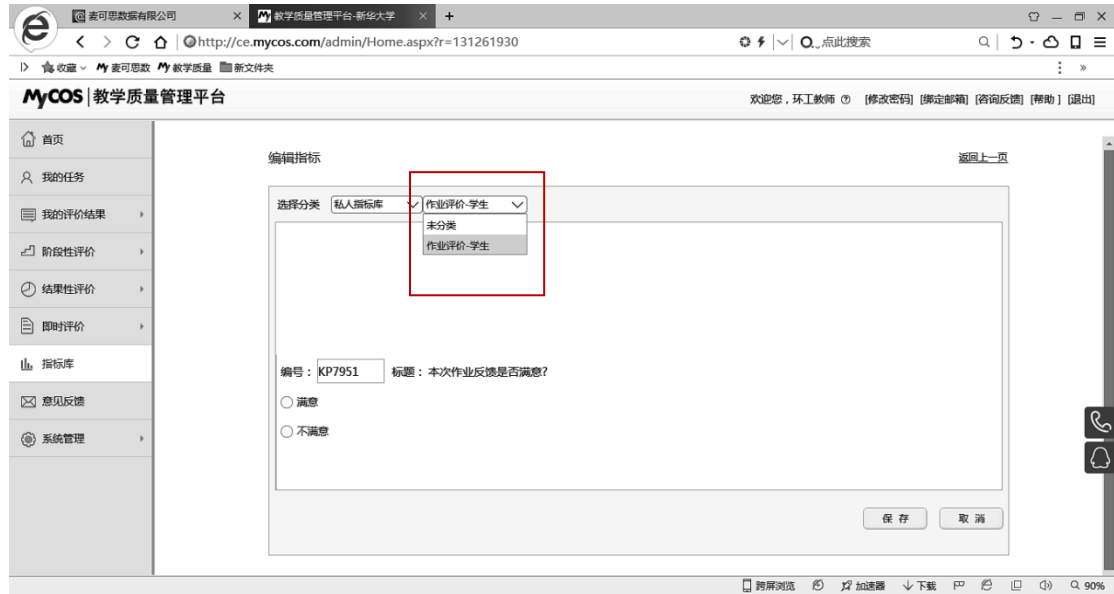 麦可思数据有限公司
教学质量管理平台-新华大学
http://ce.mycos.com/admin/Home.aspx?r=131261930
点此搜索
收藏
麦可思数
教学质量
新文件夹
MyCOS 教学质量管理平台
欢迎您，环工教师 [修改密码] [绑定邮箱] [咨询反馈] [帮助 ] [退出]
首页
我的任务
我的评价结果
阶段性评价
结果性评价
即时评价
指标库
意见反馈
系统管理
编辑指标
返回上一页
选择分类 私人指标库 作业评价-学生
未分类
作业评价-学生
编号： KP7951 标题：本次作业反馈是否满意?
满意
不满意
保 存
取 消
跨屏浏览 加速器 下载 90%